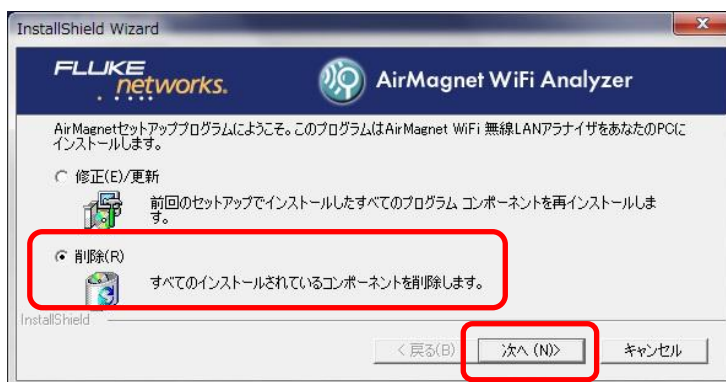 InstallShield Wizard
FLUKE
networks.
AirMagnet WiFi Analyzer
AirMagnetセットアッププログラムにようこそ。このプログラムはAirMagnet WiFi 無線LANアラナイザをあなたのPCに
インストールします。
修正(E)/更新
前回のセットアップでインストールしたすべてのプログラム コンポーネントを再インストールしま
す。
削除(R)
すべてのインストールされているコンポーネントを削除します。
InstallShield
< 戻る(B)
次へ (N)>
キャンセル